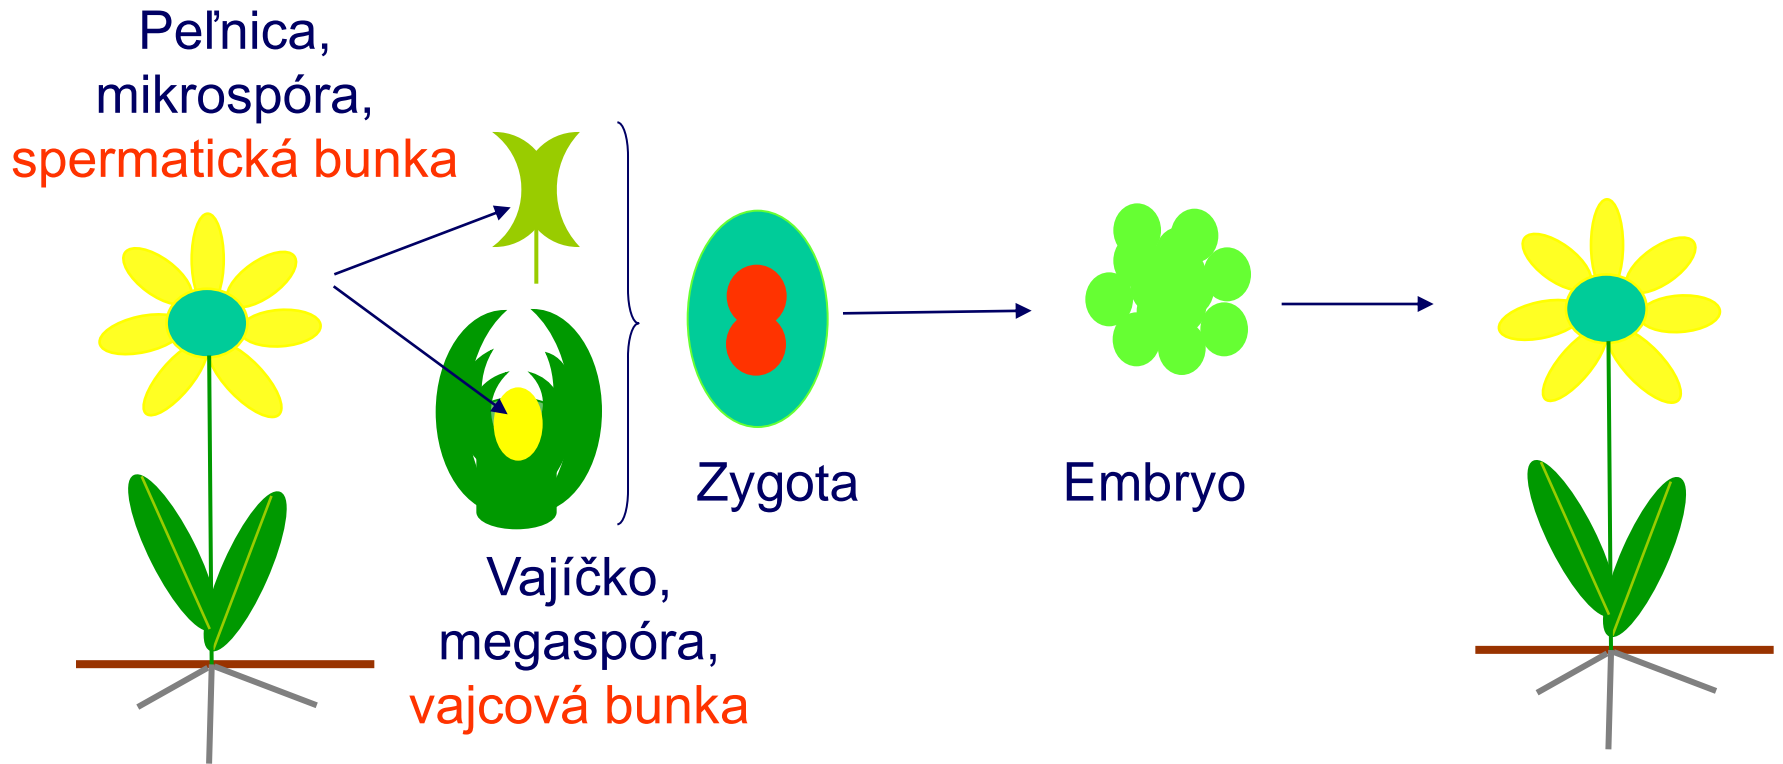 Peľnica,
mikrospóra,
spermatická bunka
Zygota
Embryo
Vajíčko,
megaspóra,
vajcová bunka